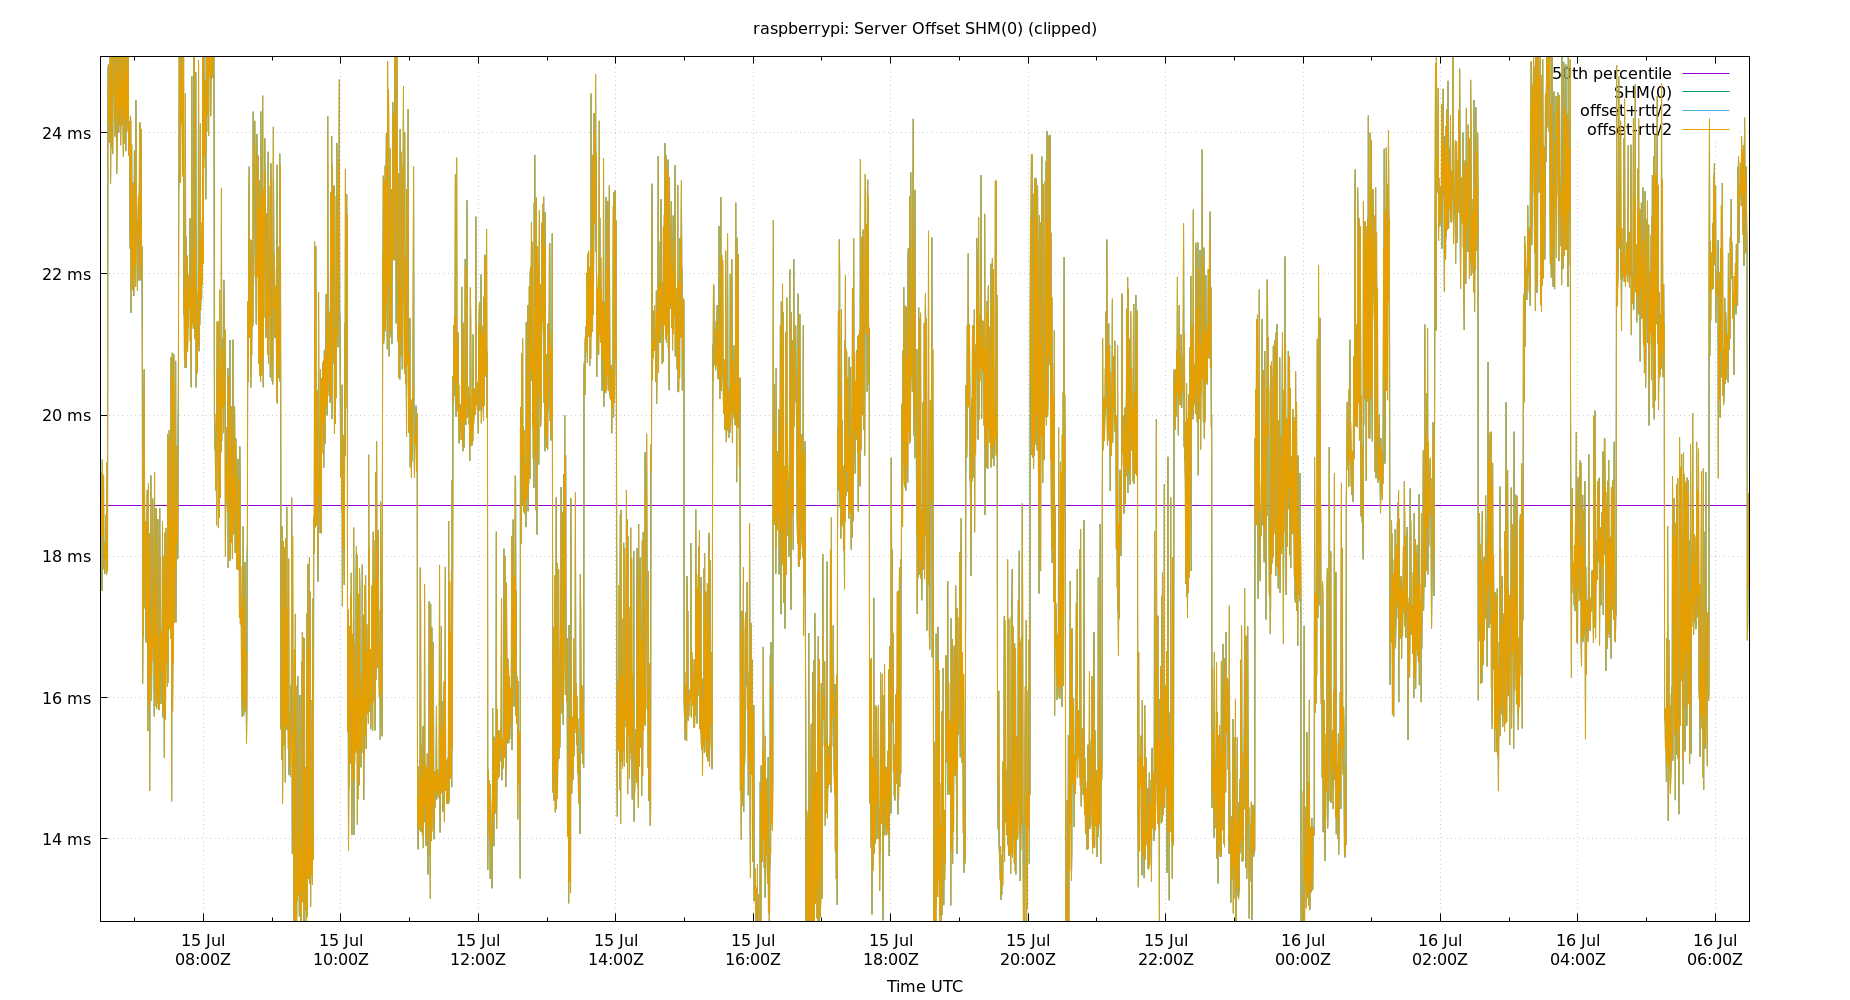 raspberrypi: Server Offset SHM(0) (clipped)
50th percentile
SHM(0)
offset+rtt/2
offset-rtt/2
24 ms
22 ms
20 ms
18 ms
16 ms
14 ms
15 Jul 15 Jul 15 Jul 15 Jul 15 Jul 15 Jul 15 Jul 15 Jul 16 Jul 16 Jul 16 Jul 16 Jul
08:00Z 10:00Z 12:00Z 14:00Z 16:00Z 18:00Z 20:00Z 22:00Z 00:00Z 02:00Z 04:00Z 06:00Z
Time UTC